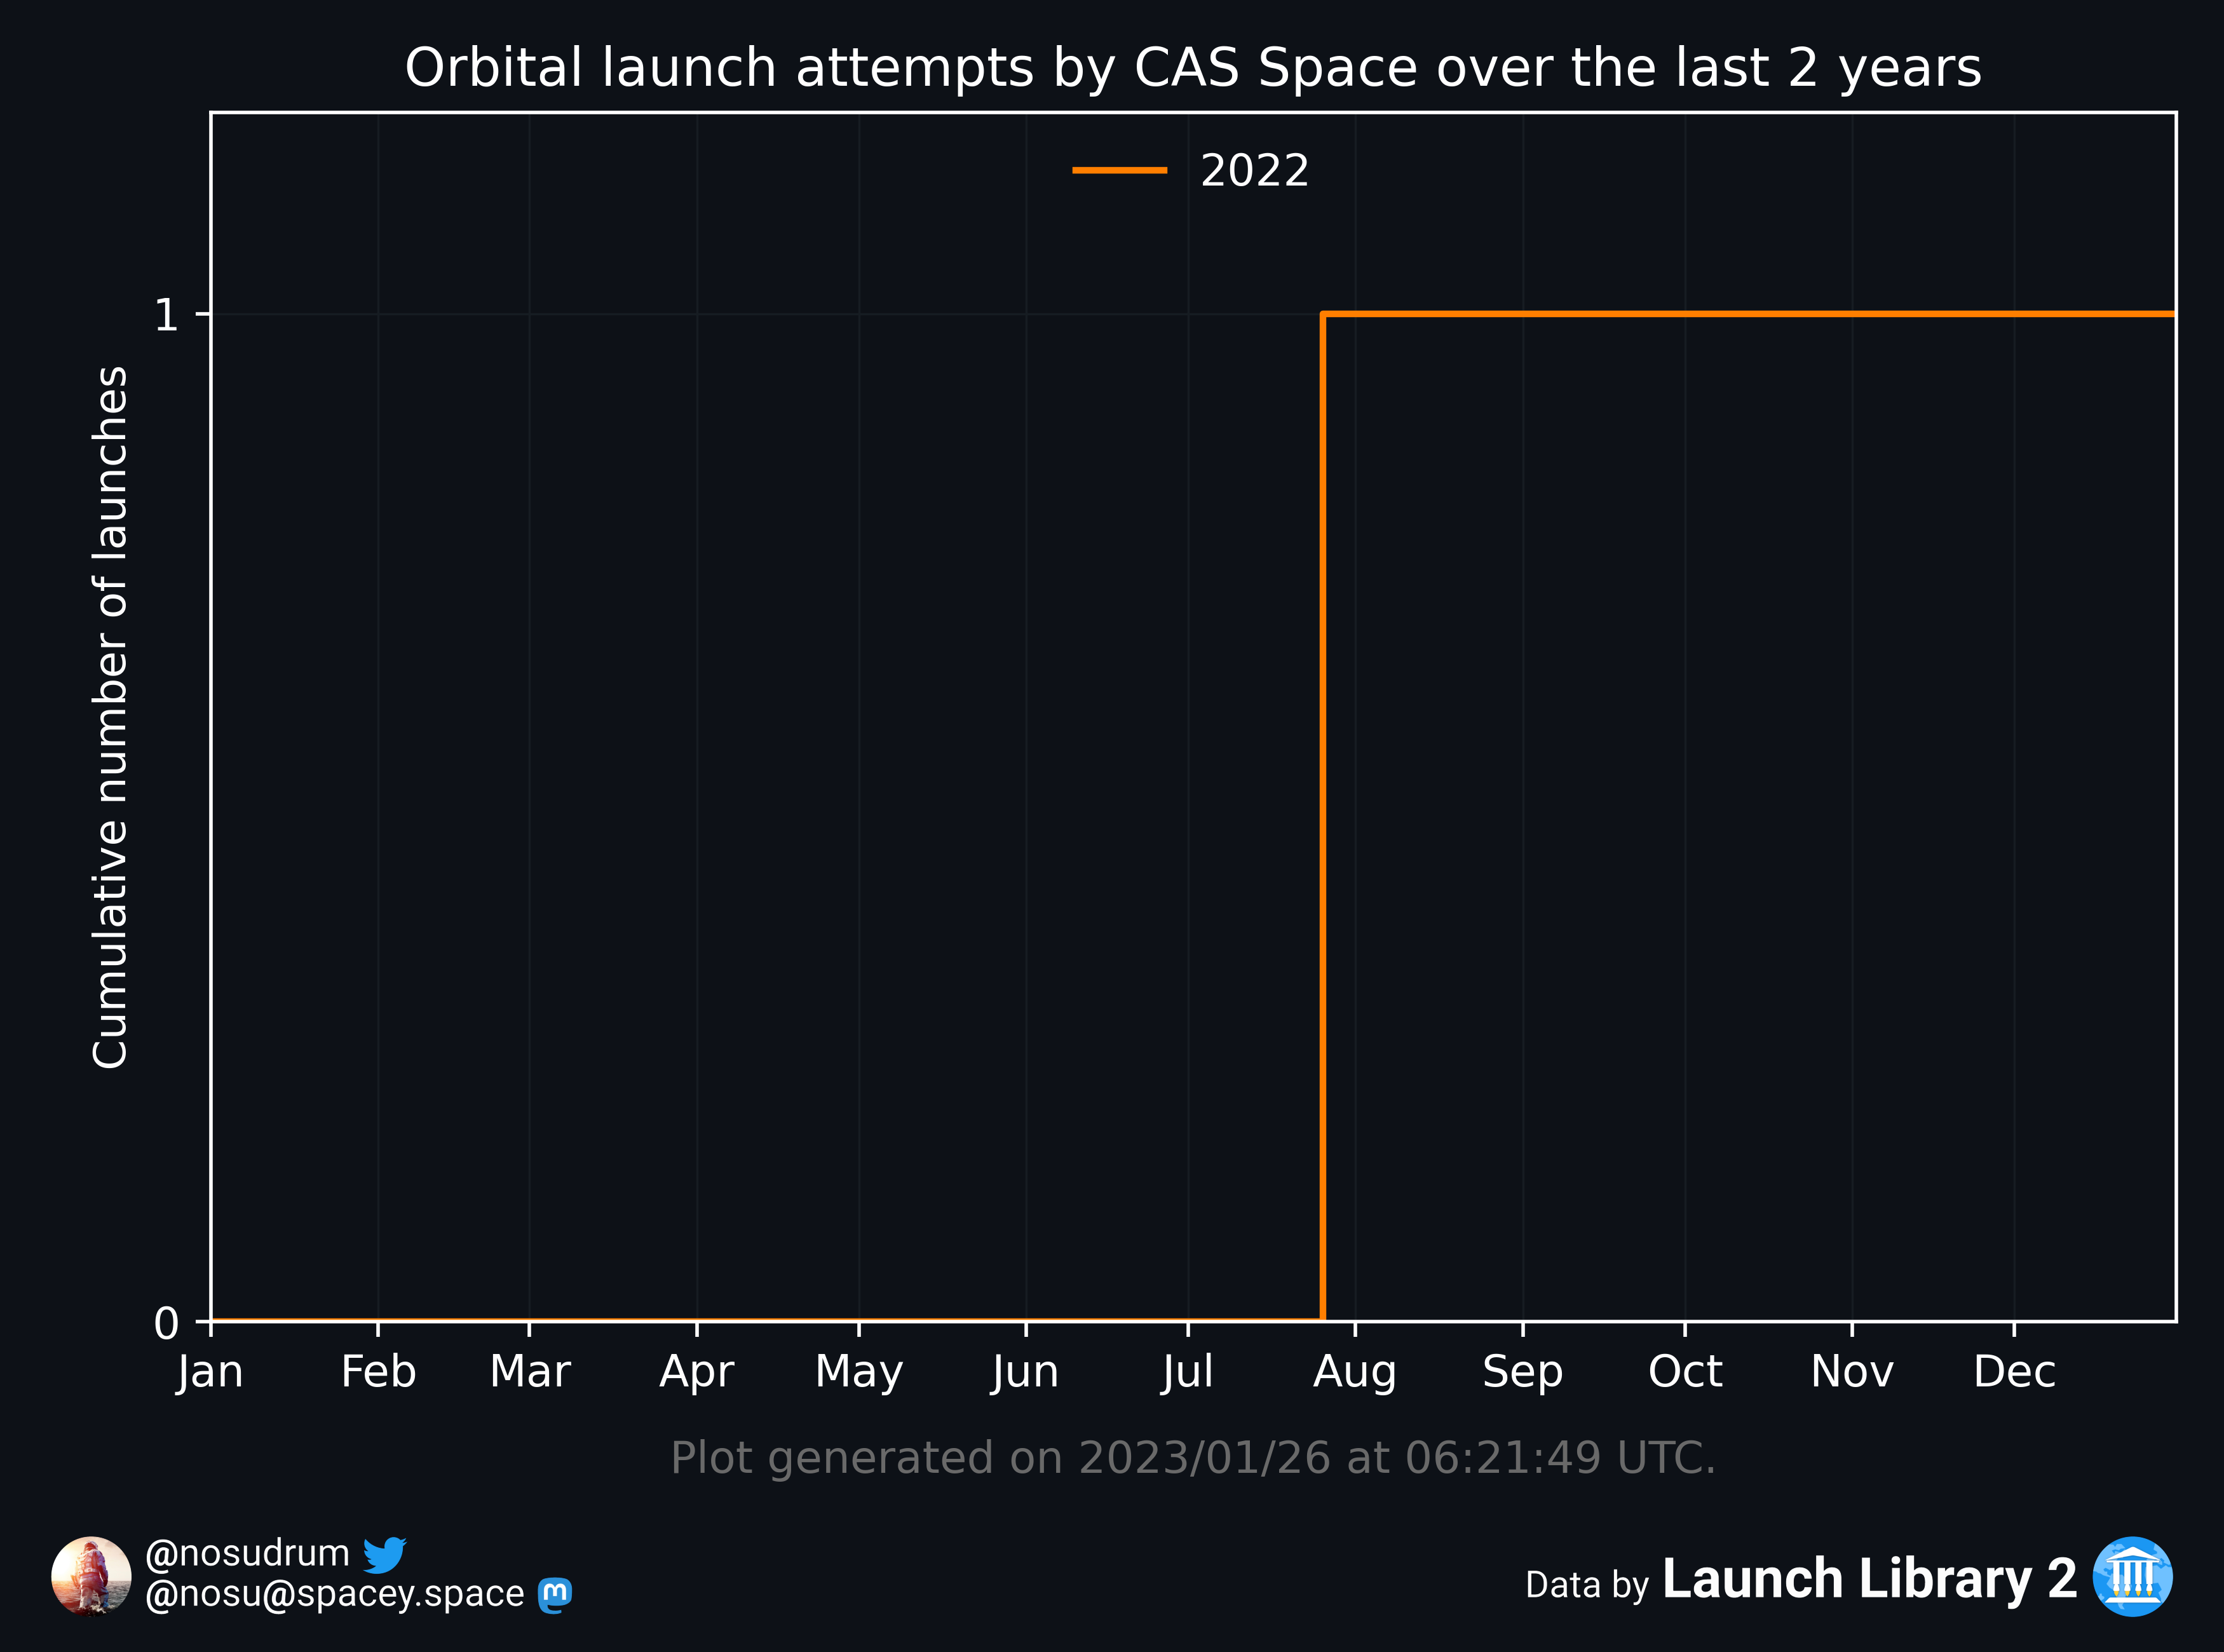 Orbital launch attempts by CAS Space over the last 2 years
2022
Cumulative number of launches
1
0
Jan Feb Mar Apr May Jun Jul Aug Sep Oct Nov Dec
Plot generated on 2023/01/26 at 06:21:49 UTC.
@nosudrum
@nosu@spacey.space
Data by Launch Library 2